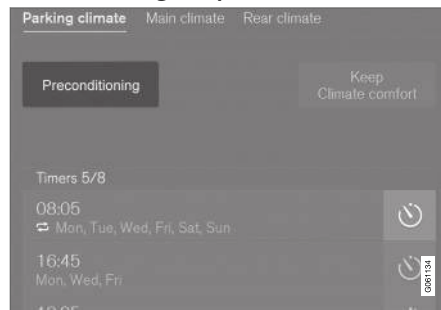 Parking climate Main climate Rear climate
Preconditioning
Keep
Climate comfort
Timers 5/8
08:05
Mon, Tue, Wed, Fri, Sat, Sun
16:45
Mon, Wed, Fri
G061134